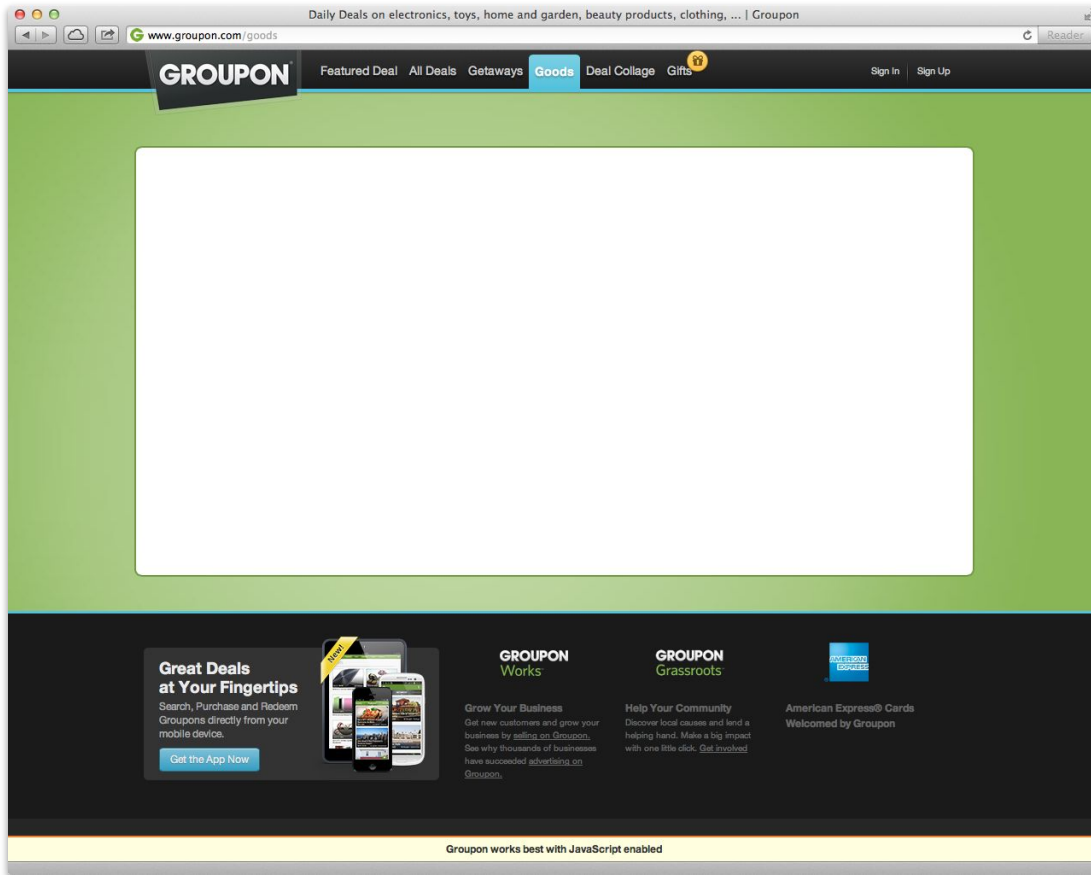 Daily Deals on electronics, toys, home and garden, beauty products, clothing, ... | Groupon
www.groupon.com/goods
Reader
GROUPON
Featured Deal All Deals Getaways Goods Deal Collage Gifts
Sign In Sign Up
Great Deals
at Your Fingertips
Search, Purchase and Redeem
Groupons directly from your
mobile device.
Get the App Now
New!
GROUPON
Works
Grow Your Business
Get new customers and grow your
business by selling on Groupon.
See why thousands of businesses
have succeeded advertising on
Groupon.
GROUPON
Grassroots
Help Your Community
Discover local causes and lend a
helping hand. Make a big impact
with one little click. Get involved
AMERICAN
EXPRESS
American Express® Cards
Welcomed by Groupon
Groupon works best with JavaScript enabled